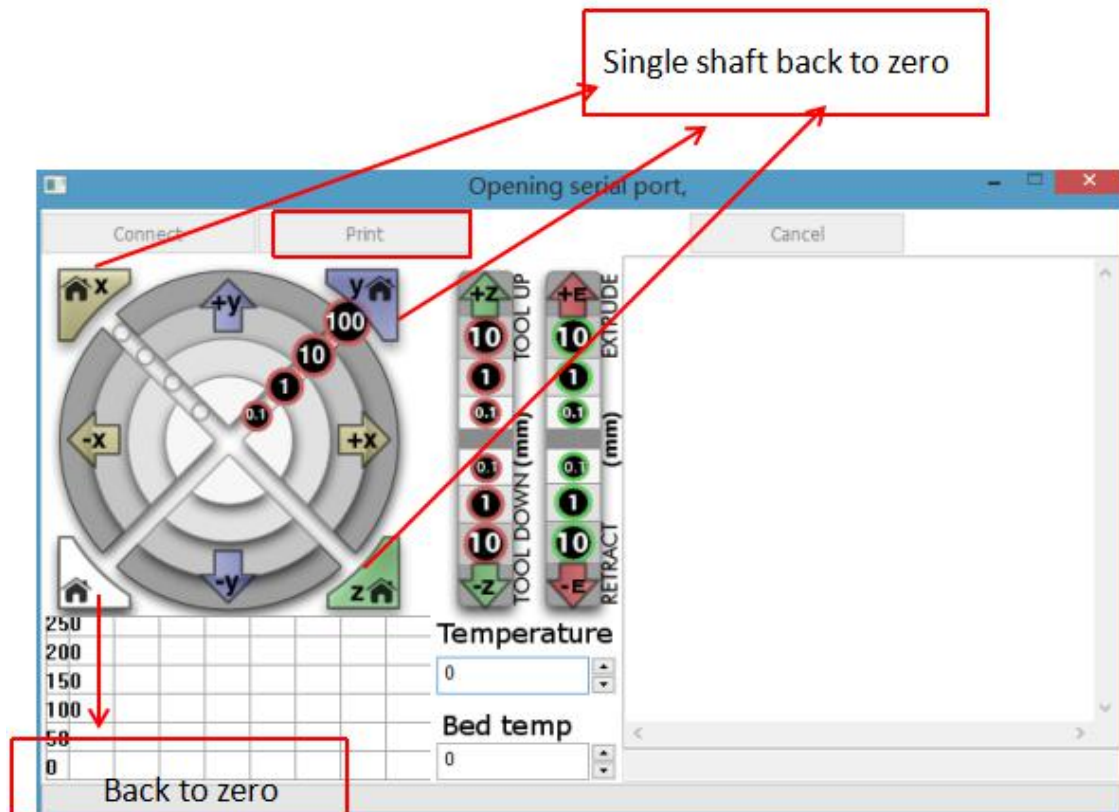 Single shaft back to zero
Opening serial port,
Connect
Print
Cancel
x
+y
y
100
10
1
0.1
-x
+x
-y
z
+Z
10
1
0.1
0.1
1
10
-Z
TOOL UP
TOOL DOWN (mm)
+E
10
1
0.1
0.1
1
10
-E
EXTRUDE
RETRACT (mm)
250
200
150
100
50
0
Temperature
0
Bed temp
0
Back to zero